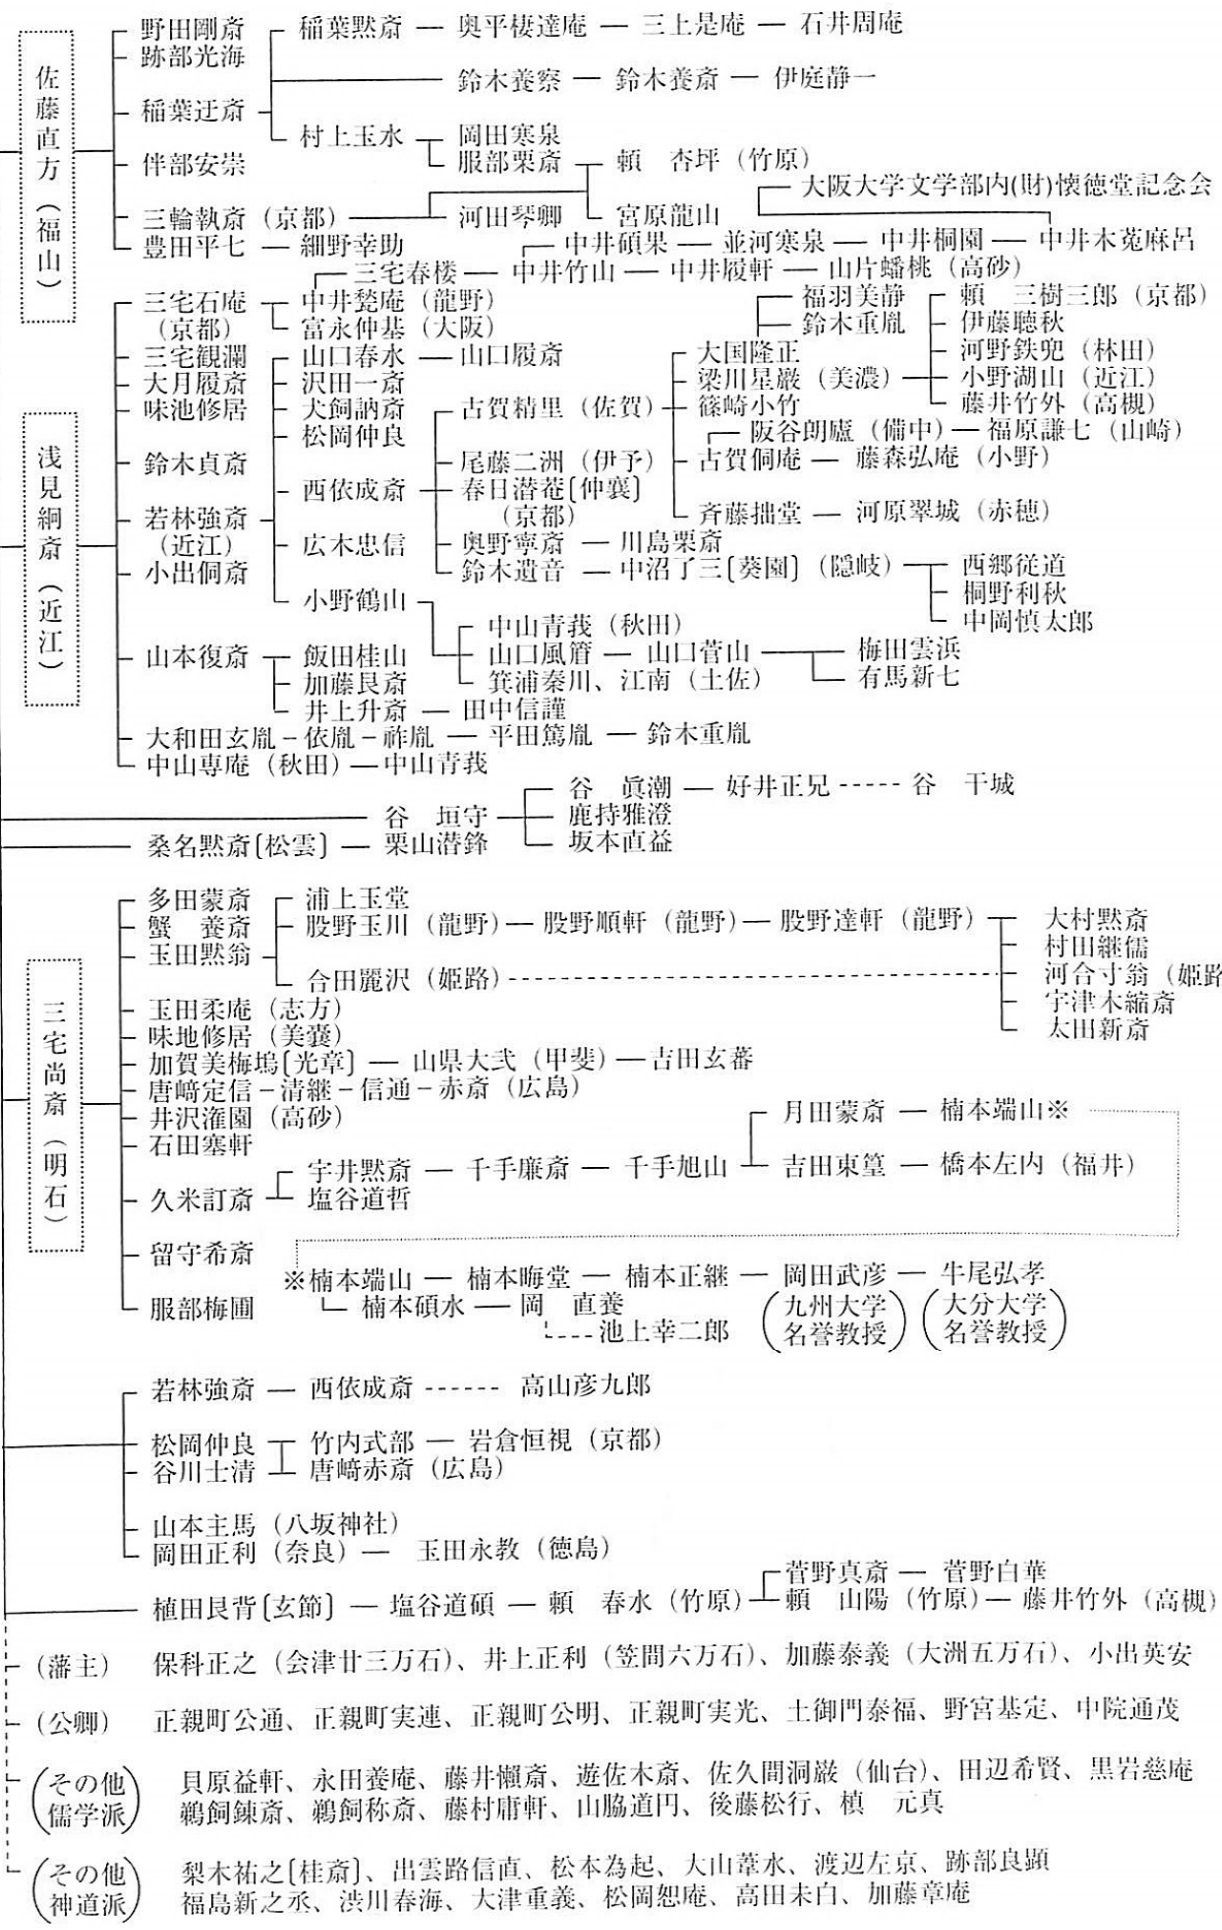 佐藤直方（福山）
野田剛斎 稲葉黙斎 ― 奥平棲達庵 ― 三上是庵 ― 石井周庵
跡部光海
鈴木養察 ― 鈴木養斎 ― 伊庭静一
稲葉迂斎
村上玉水 岡田寒泉
伴部安崇 服部栗斎 頼　杏坪（竹原）
大阪大学文学部内(財)懐徳堂記念会
三輪執斎（京都） 河田琴卿 宮原龍山
豊田平七 ― 細野幸助 中井碩果 ― 並河寒泉 ― 中井桐園 ― 中井木菟麻呂
三宅春楼 ― 中井竹山 ― 中井履軒 ― 山片蟠桃（高砂）
浅見絅斎（近江）
三宅石庵 中井甃庵（龍野） 福羽美静 頼　三樹三郎（京都）
（京都） 富永仲基（大阪） 鈴木重胤 伊藤聴秋
三宅観瀾 山口春水 ― 山口履斎 大国隆正 河野鉄兜（林田）
大月履斎 沢田一斎 梁川星巌（美濃） 小野湖山（近江）
味池修居 犬飼訥斎 古賀精里（佐賀） 篠崎小竹 藤井竹外（高槻）
松岡仲良 阪谷朗廬（備中）― 福原謙七（山崎）
鈴木貞斎 尾藤二洲（伊予） 古賀侗庵 ― 藤森弘庵（小野）
西依成斎 春日潜菴〔仲襄〕
若林強斎 （京都） 斉藤拙堂 ― 河原翠城（赤穂）
（近江） 広木忠信 奥野寧斎 ― 川島栗斎
小出侗斎 鈴木遺音 ― 中沼了三〔葵園〕（隠岐） 西郷従道
小野鶴山 桐野利秋
中岡慎太郎
中山青莪（秋田）
山本復斎 飯田桂山 山口風簷 ― 山口菅山 梅田雲浜
加藤艮斎 箕浦秦川、江南（土佐） 有馬新七
井上升斎 ― 田中信謹
大和田玄胤－依胤－祚胤 ― 平田篤胤 ― 鈴木重胤
中山専庵（秋田）― 中山青莪
谷　眞潮 ― 好井正兄 ----- 谷　干城
谷　垣守 鹿持雅澄
桑名黙斎〔松雲〕― 栗山潜鋒 坂本直益
三宅尚斎（明石）
多田蒙斎 浦上玉堂
蟹　養斎 股野玉川（龍野）― 股野順軒（龍野）― 股野達軒（龍野） 大村黙斎
玉田黙翁 村田継儒
合田麗沢（姫路） 河合寸翁（姫路
玉田柔庵（志方） 宇津木縮斎
味地修居（美嚢） 太田新斎
加賀美梅塢〔光章〕― 山県大弐（甲斐）― 吉田玄蕃
唐﨑定信－清継－信通－赤斎（広島）
井沢潅園（高砂） 月田蒙斎 ― 楠本端山※
石田塞軒
宇井黙斎 ― 千手廉斎 ― 千手旭山 吉田東篁 ― 橋本左内（福井）
久米訂斎 塩谷道哲
留守希斎
※楠本端山 ― 楠本晦堂 ― 楠本正継 ― 岡田武彦 ― 牛尾弘孝
服部梅圃 楠本碩水 ― 岡　直養 （九州大学 （大分大学
池上幸二郎 名誉教授） 名誉教授）
若林強斎 ― 西依成斎 ------ 高山彦九郎
松岡仲良 竹内式部 ― 岩倉恒視（京都）
谷川士清 唐﨑赤斎（広島）
山本主馬（八坂神社）
岡田正利（奈良）― 玉田永教（徳島）
菅野真斎 ― 菅野白華
植田艮背〔玄節〕― 塩谷道碩 ― 頼　春水（竹原） 頼　山陽（竹原）― 藤井竹外（高槻）
（藩主） 保科正之（会津廿三万石）、井上正利（笠間六万石）、加藤泰義（大洲五万石）、小出英安
（公卿） 正親町公通、正親町実連、正親町公明、正親町実光、土御門泰福、野宮基定、中院通茂
（その他 貝原益軒、永田養庵、藤井懶斎、遊佐木斎、佐久間洞巌（仙台）、田辺希賢、黒岩慈庵
儒学派） 鵜飼錬斎、鵜飼称斎、藤村庸軒、山脇道円、後藤松行、槙　元真
（その他 梨木祐之〔桂斎〕、出雲路信直、松本為起、大山葦水、渡辺左京、跡部良顕
神道派） 福島新之丞、渋川春海、大津重義、松岡恕庵、高田未白、加藤章庵